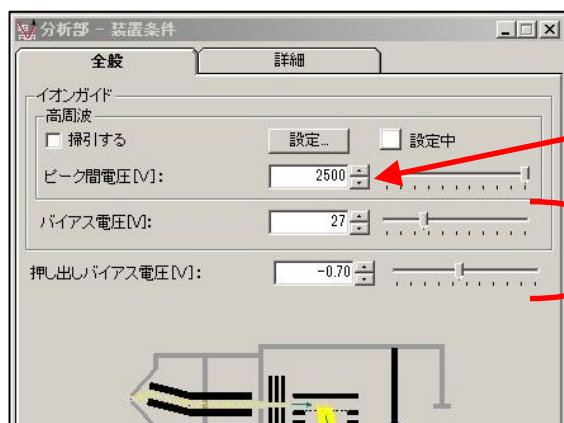 分析部 - 装置条件
全般
詳細
イオンガイド
高周波
掃引する
設定...
設定中
ピーク間電圧[V]:
2500
バイアス電圧[V]:
27
押し出しバイアス電圧[V]:
-0.70